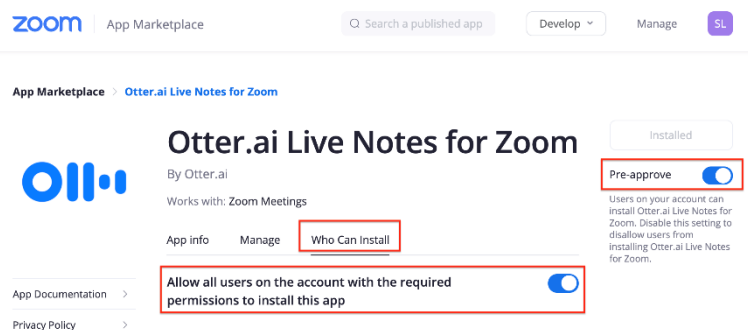 zoom App Marketplace Search a published app Develop Manage SL
App Marketplace > Otter.ai Live Notes for Zoom
Otter.ai Live Notes for Zoom
By Otter.ai
Works with: Zoom Meetings
App info Manage Who Can Install
Allow all users on the account with the required
permissions to install this app
Installed
Pre-approve
Users on your account can
install Otter.ai Live Notes for
Zoom. Disable this setting to
disallow users from
installing Otter.ai Live Notes
for Zoom.
App Documentation >
Privacy Policy >